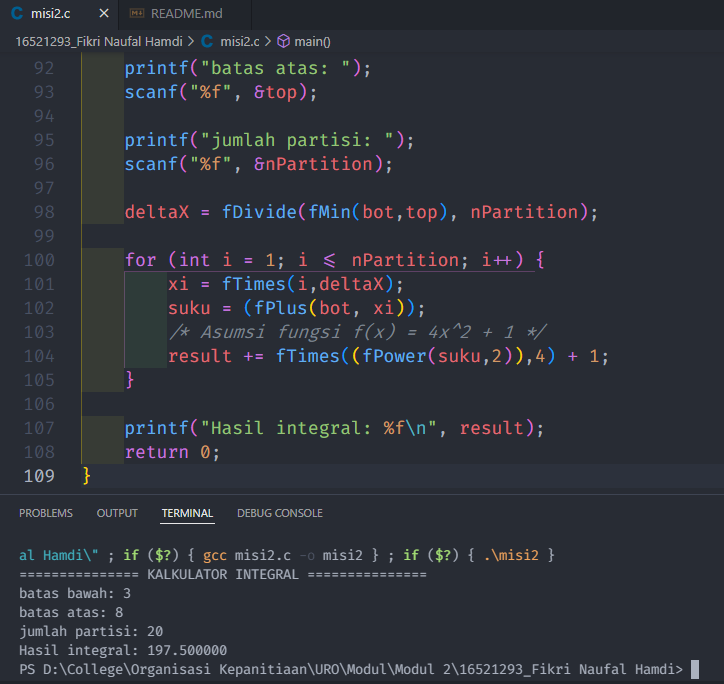 misi2.c × README.md
16521293_Fikri Naufal Hamdi > C misi2.c > main()
92 printf("batas atas: ");
93 scanf("%f", &top);
94
95 printf("jumlah partisi: ");
96 scanf("%f", &nPartition);
97
98 deltaX = fDivide(fMin(bot,top), nPartition);
99
100 for (int i = 1; i <= nPartition; i++) {
101 xi = fTimes(i,deltaX);
102 suku = (fPlus(bot, xi));
103 /* Asumsi fungsi f(x) = 4x^2 + 1 */
104 result += fTimes((fPower(suku,2)),4) + 1;
105 }
106
107 printf("Hasil integral: %f\n", result);
108 return 0;
109 }
PROBLEMS OUTPUT TERMINAL DEBUG CONSOLE
al Hamdi\" ; if ($?) { gcc misi2.c -o misi2 } ; if ($?) { .\misi2 }
=============== KALKULATOR INTEGRAL ===============
batas bawah: 3
batas atas: 8
jumlah partisi: 20
Hasil integral: 197.500000
PS D:\College\Organisasi Kepanitiaan\URO\Modul\Modul 2\16521293_Fikri Naufal Hamdi>